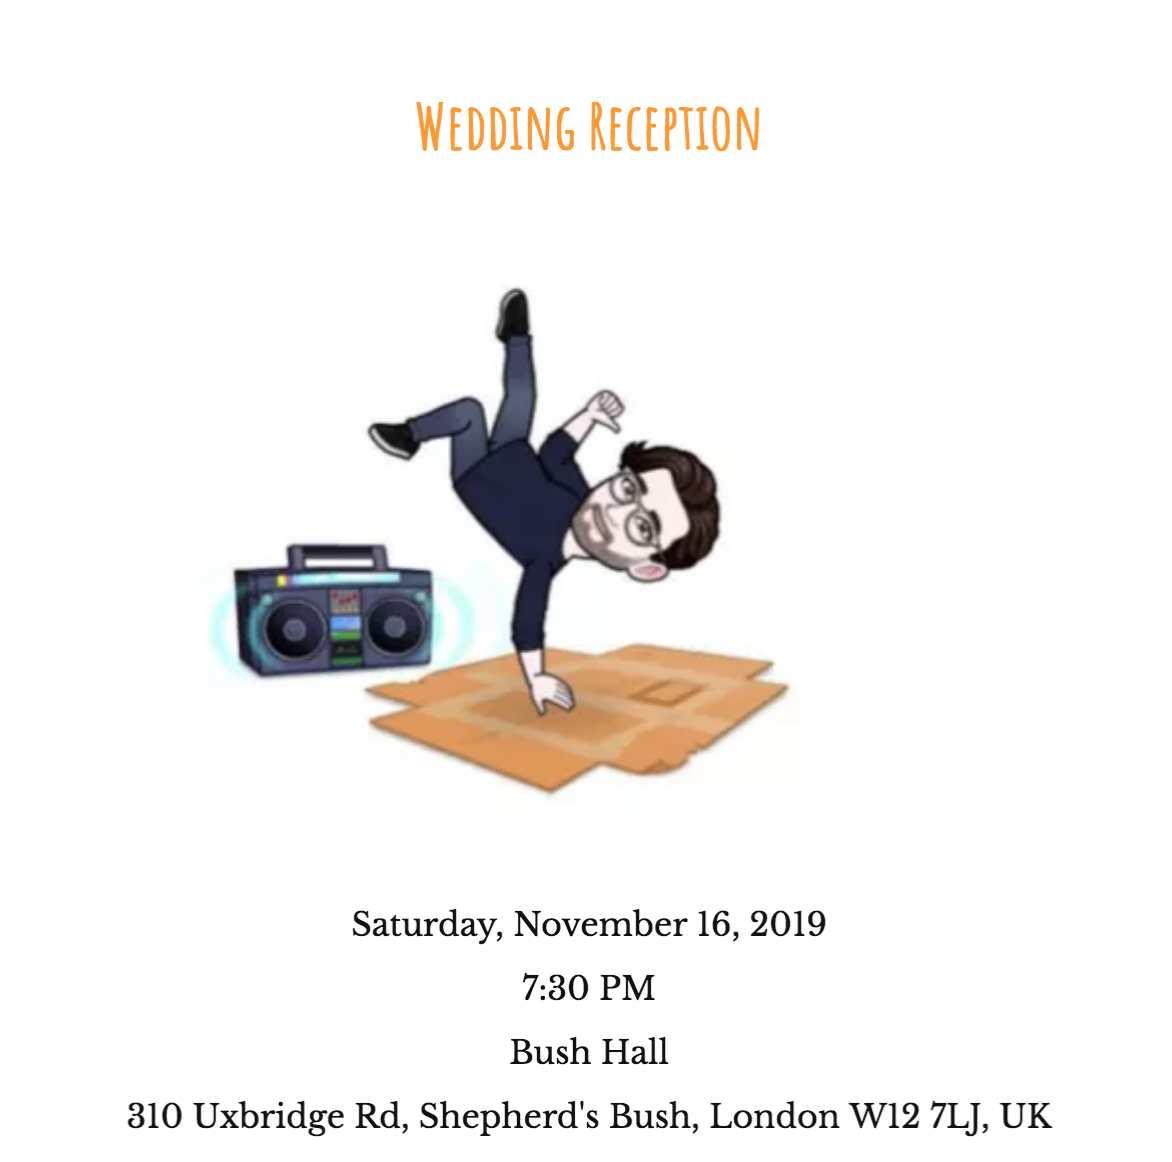 Wedding Reception
Saturday, November 16, 2019
7:30 PM
Bush Hall
310 Uxbridge Rd, Shepherd's Bush, London W12 7LJ, UK